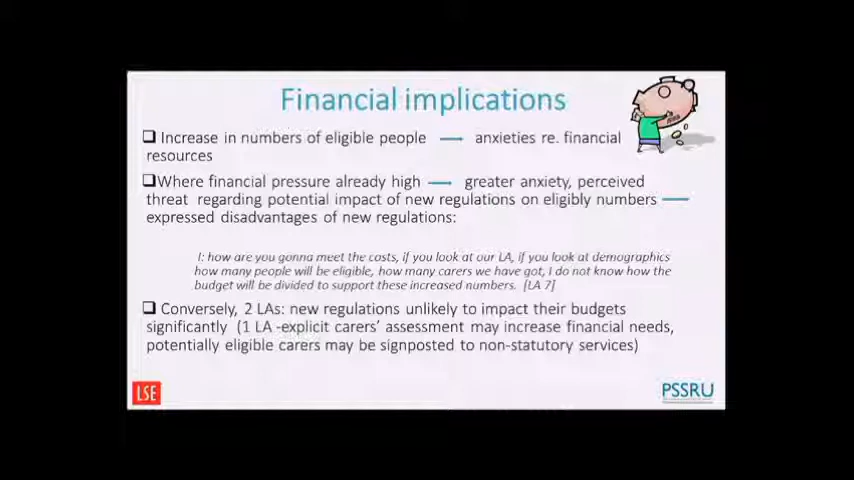 Financial implications
Increase in numbers of eligible people — anxieties re. financial
resources
Where financial pressure already high — greater anxiety, perceived
threat regarding potential impact of new regulations on eligibly numbers —
expressed disadvantages of new regulations:
I: how are you gonna meet the costs, if you look at our LA, if you look at demographics
how many people will be eligible, how many carers we have got, I do not know how the
budget will be divided to support these increased numbers. [LA 7]
Conversely, 2 LAs: new regulations unlikely to impact their budgets
significantly (1 LA -explicit carers' assessment may increase financial needs,
potentially eligible carers may be signposted to non-statutory services)
LSE
PSSRU